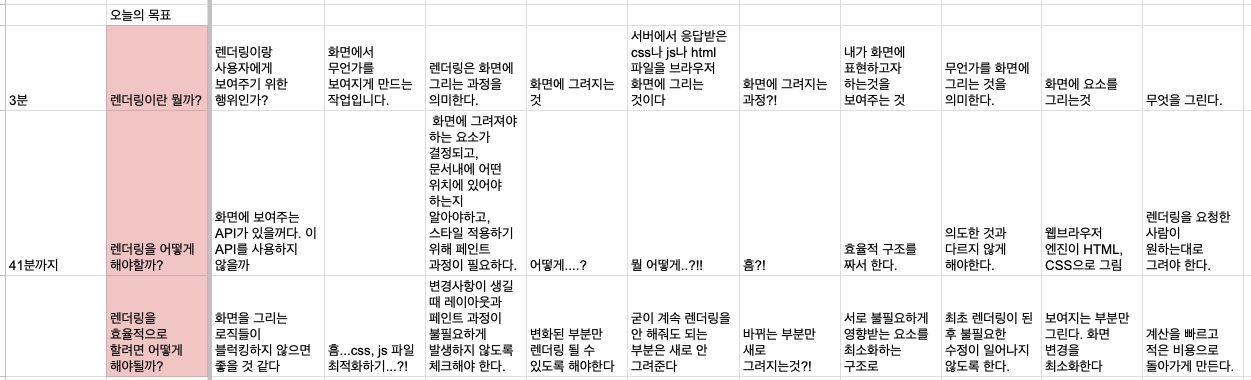 오늘의 목표
3분
렌더링이란 뭘까?
렌더링이랑
사용자에게
보여주기 위한
행위인가?
화면에서
무언가를
보여지게 만드는
작업입니다.
렌더링은 화면에
그리는 과정을
의미한다.
화면에 그려지는
것
서버에서 응답받은
css나 js나 html
파일을 브라우저
화면에 그리는
것이다
화면에 그려지는
과정?!
내가 화면에
표현하고자
하는것을
보여주는 것
무언가를 화면에
그리는 것을
의미한다.
화면에 요소를
그리는것
무엇을 그린다.
41분까지
렌더링을 어떻게
해야할까?
화면에 보여주는
API가 있을꺼다. 이
API를 사용하지
않을까
화면에 그려져야
하는 요소가
결정되고,
문서내에 어떤
위치에 있어야
하는지
알아야하고,
스타일 적용하기
위해 페인트
과정이 필요하다.
어떻게....?
뭘 어떻게..?!!
흠?!
효율적 구조를
짜서 한다.
의도한 것과
다르지 않게
해야한다.
웹브라우저
엔진이 HTML,
CSS으로 그림
렌더링을 요청한
사람이
원하는대로
그려야 한다.
렌더링을
효율적으로
할려면 어떻게
해야될까?
화면을 그리는
로직들이
블럭킹하지 않으면
좋을 것 같다
흠...css, js 파일
최적화하기...?!
변경사항이 생길
때 레이아웃과
페인트 과정이
불필요하게
발생하지 않도록
체크해야 한다.
변화된 부분만
렌더링 될 수
있도록 해야한다
굳이 계속 렌더링을
안 해줘도 되는
부분은 새로 안
그려준다
바뀌는 부분만
새로
그려지는것?!
서로 불필요하게
영향받는 요소를
최소화하는
구조로
최초 렌더링이 된
후 불필요한
수정이 일어나지
않도록 한다.
보여지는 부분만
그린다. 화면
변경을
최소화한다
계산을 빠르고
적은 비용으로
돌아가게 만든다.